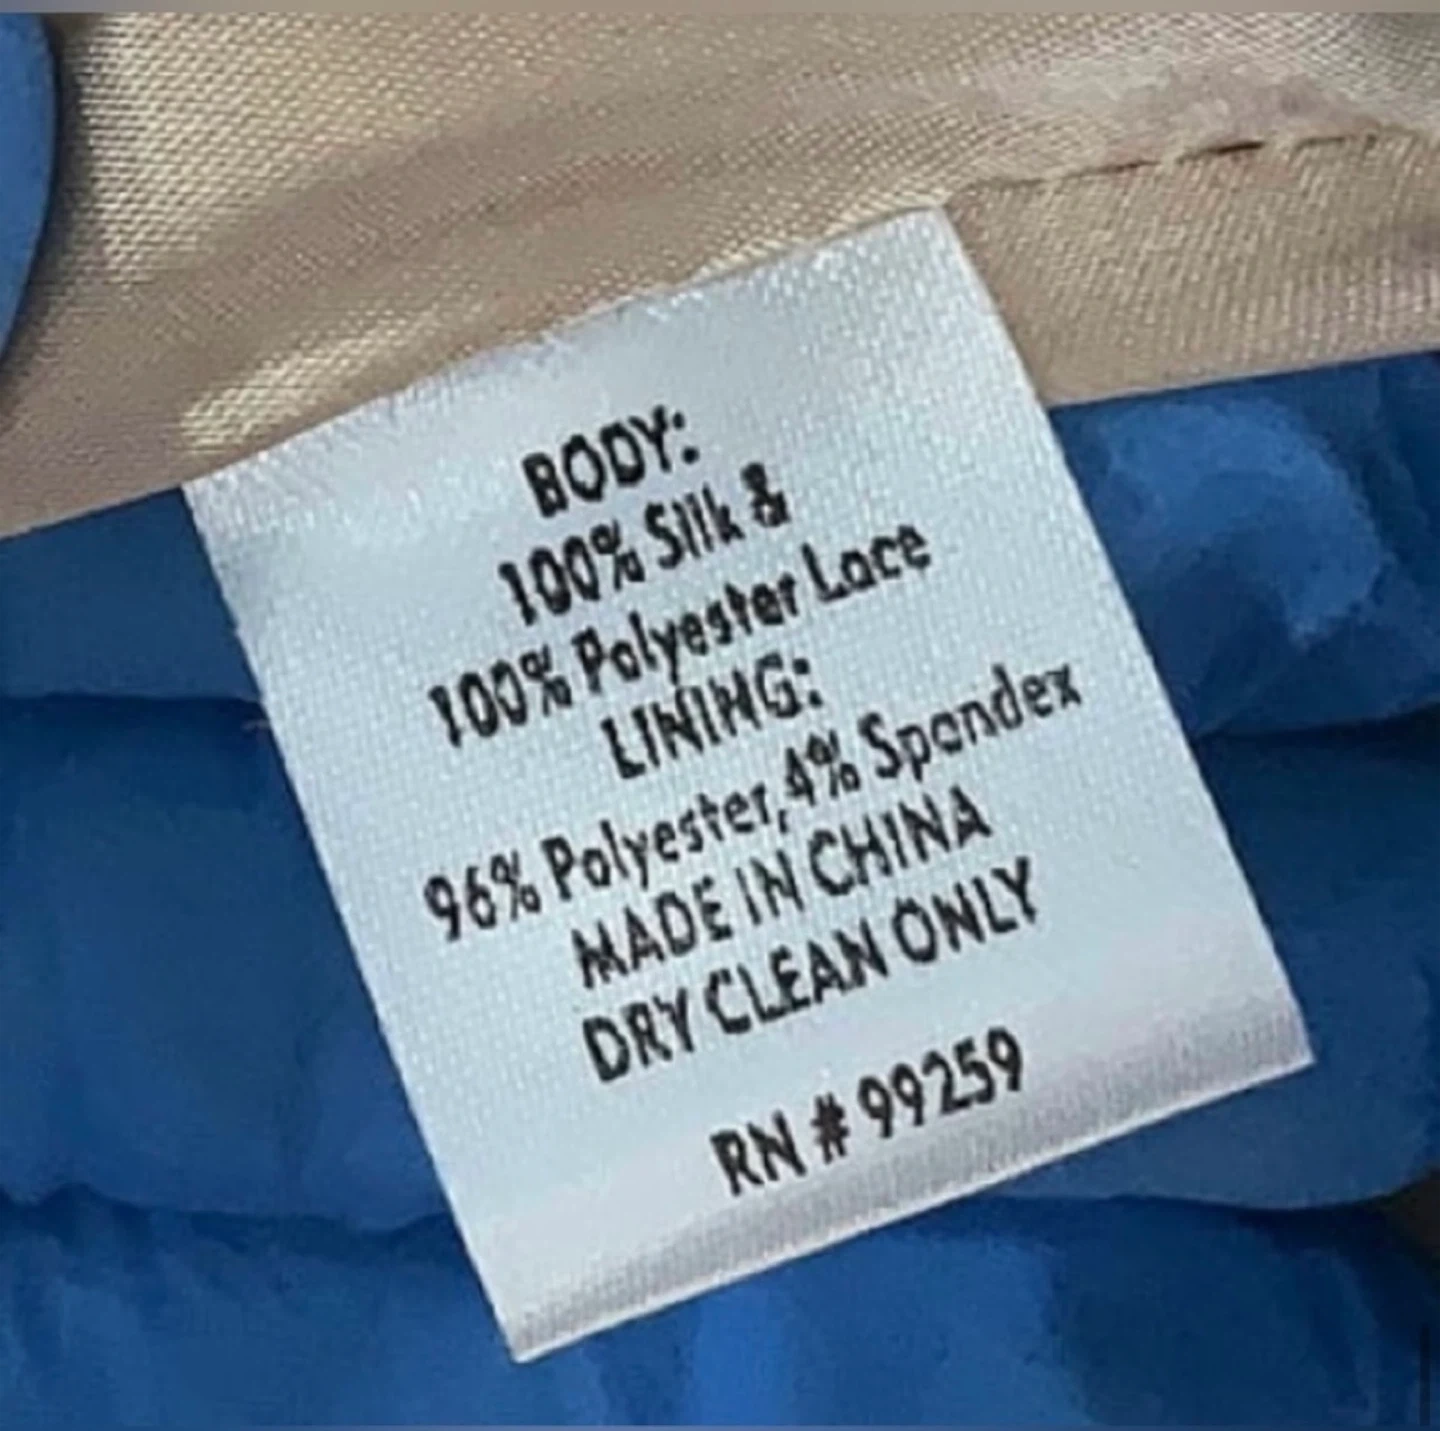 BODY:
100% Silk &
100% Polyester Lace
LINING:
96% Polyester, 4% Spandex
MADE IN CHINA
DRY CLEAN ONLY
RN # 99259